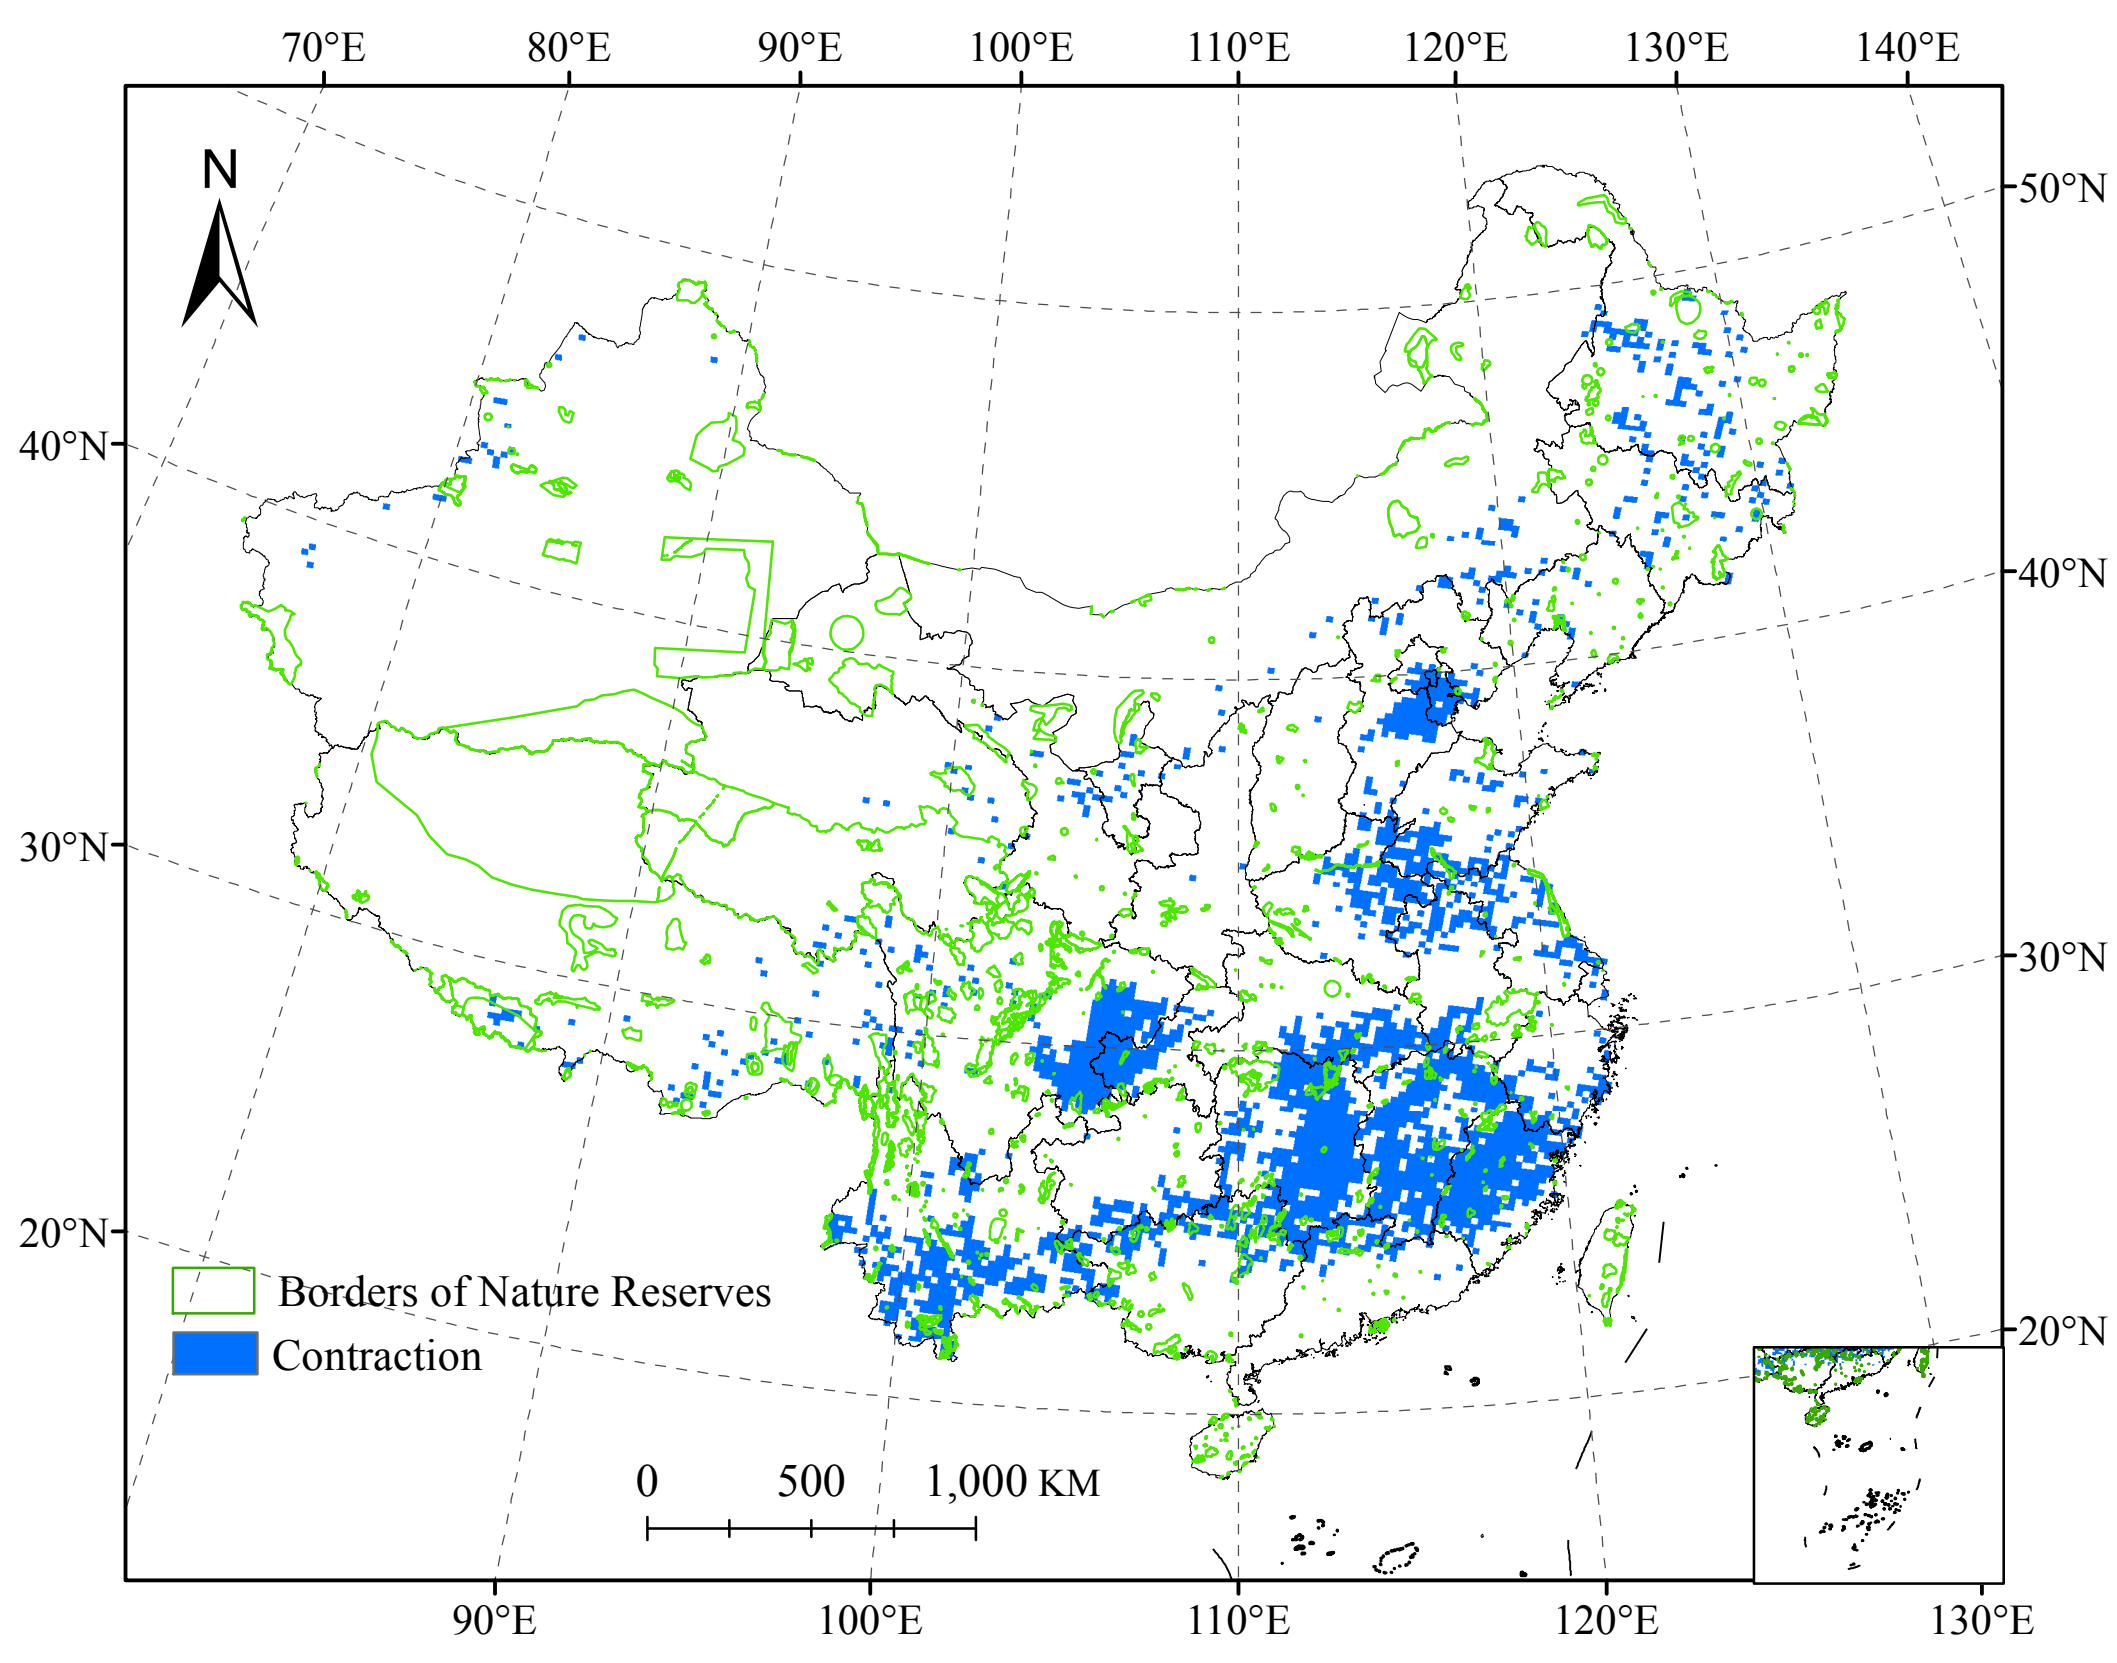 70°E 80°E 90°E 100°E 110°E 120°E 130°E 140°E
N
50°N
40°N
40°N
30°N
30°N
20°N
20°N
Borders of Nature Reserves
Contraction
0 500 1,000 KM
90°E 100°E 110°E 120°E 130°E